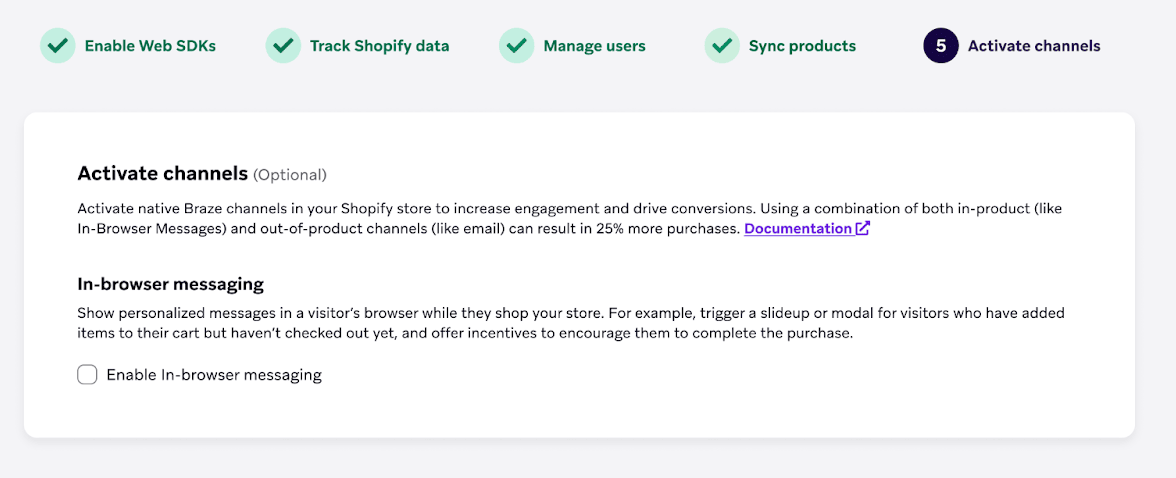 Enable Web SDKs
Track Shopify data
Manage users
Sync products
5 Activate channels
Activate channels (Optional)
Activate native Braze channels in your Shopify store to increase engagement and drive conversions. Using a combination of both in-product (like
In-Browser Messages) and out-of-product channels (like email) can result in 25% more purchases. Documentation
In-browser messaging
Show personalized messages in a visitor’s browser while they shop your store. For example, trigger a slideup or modal for visitors who have added
items to their cart but haven’t checked out yet, and offer incentives to encourage them to complete the purchase.
Enable In-browser messaging